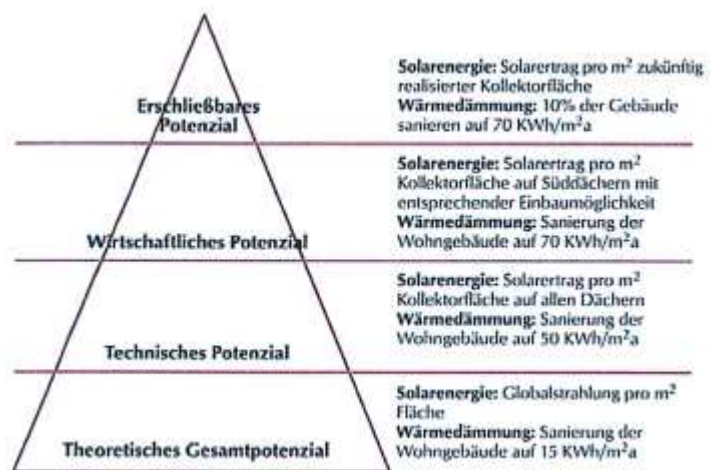 Erschließbares
Potenzial
Solarenergie: Solarertrag pro m² zukünftig
realisierter Kollektorfläche
Wärmedämmung: 10% der Gebäude
sanieren auf 70 KWh/m²a
Wirtschaftliches Potenzial
Solarenergie: Solarertrag pro m²
Kollektorfläche auf Süddächern mit
entsprechender Einbaumöglichkeit
Wärmedämmung: Sanierung der
Wohngebäude auf 70 KWh/m²a
Technisches Potenzial
Solarenergie: Solarertrag pro m²
Kollektorfläche auf allen Dächern
Wärmedämmung: Sanierung der
Wohngebäude auf 50 KWh/m²a
Theoretisches Gesamtpotenzial
Solarenergie: Globalstrahlung pro m²
Fläche
Wärmedämmung: Sanierung der
Wohngebäude auf 15 KWh/m²a